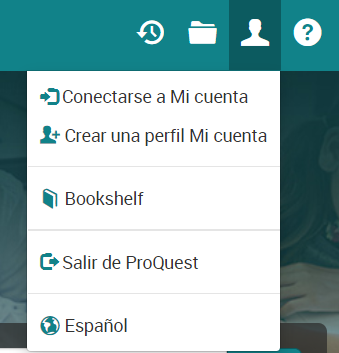 Conectarse a Mi cuenta
Crear una perfil Mi cuenta
Bookshelf
Salir de ProQuest
Español